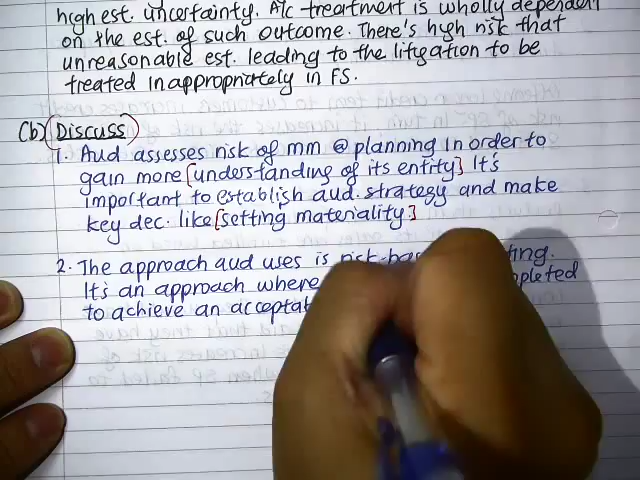 high est. uncertainty. A/c treatment is wholly dependent
on the est. of such outcome. There's high risk that
unreasonable est. leading to the litigation to be
treated inappropriately in FS.
(b) Discuss
1. Aud assesses risk of mm @ planning in order to
gain more [understanding of its entity] It's
important to establish aud. strategy and make
key dec. like [setting materiality]
2. The approach aud uses is risk-ba
It's an approach where
to achieve an